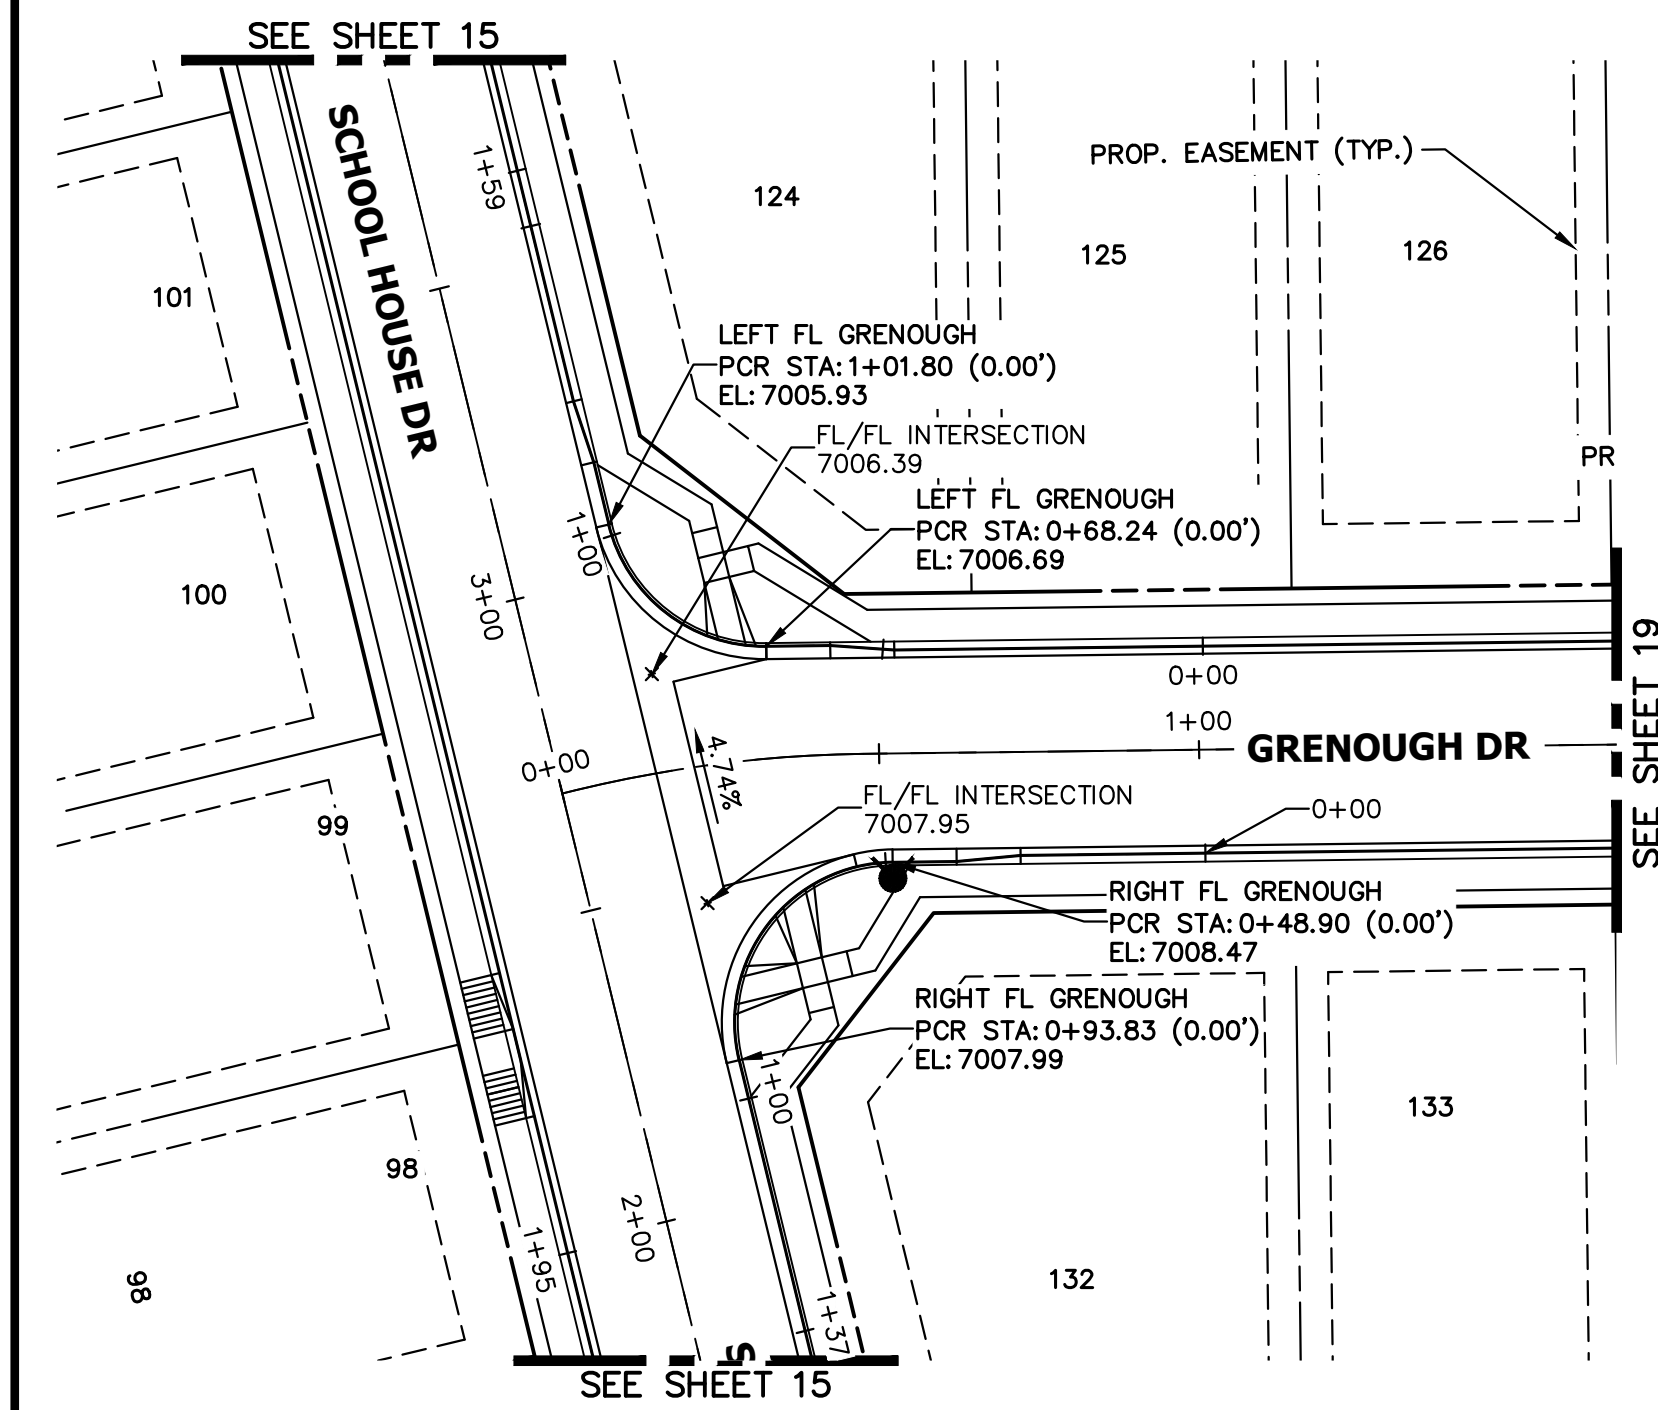 SEE SHEET 15
SCHOOL HOUSE DR
1+59
124
PROP. EASEMENT (TYP.)
125
126
101
LEFT FL GRENOUGH
PCR STA: 1+01.80 (0.00')
EL: 7005.93
FL/FL INTERSECTION
7006.39
PR
LEFT FL GRENOUGH
PCR STA: 0+68.24 (0.00')
EL: 7006.69
1+00
100
3+00
SEE SHEET 19
0+00
1+00
GRENOUGH DR
0+00
4.74%
FL/FL INTERSECTION
7007.95
0+00
99
RIGHT FL GRENOUGH
PCR STA: 0+48.90 (0.00')
EL: 7008.47
RIGHT FL GRENOUGH
PCR STA: 0+93.83 (0.00')
EL: 7007.99
1+00
133
98
2+00
1+95
98
132
1+37
S
SEE SHEET 15